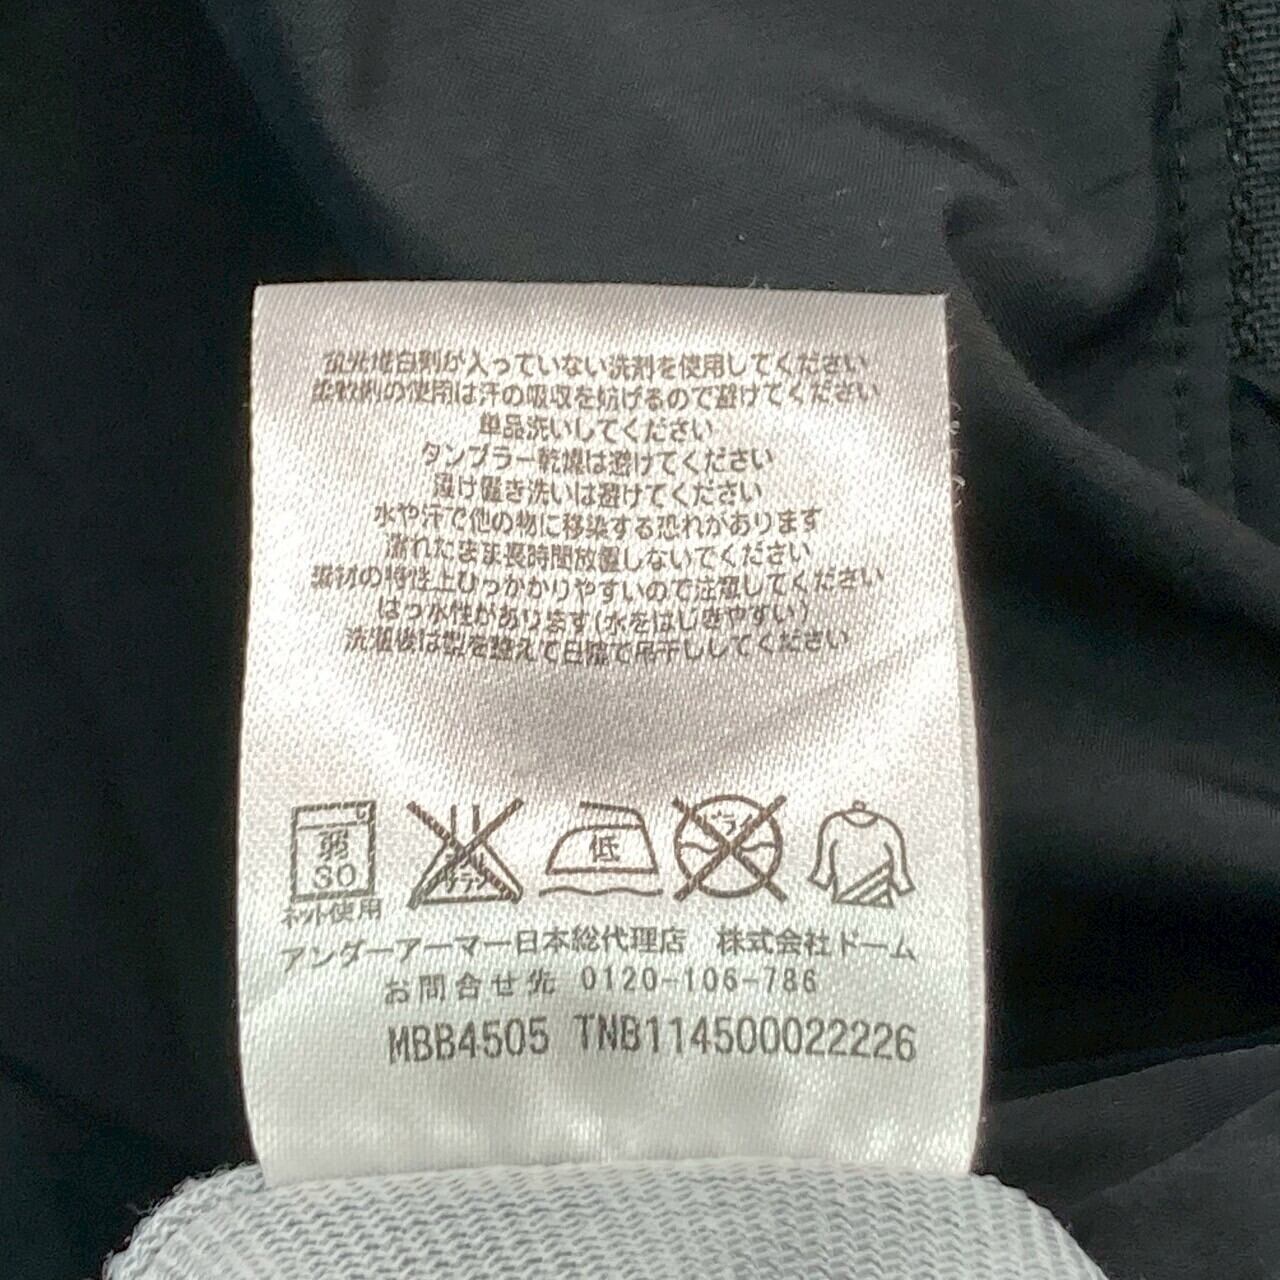 蛍光増白剤が入っていない洗剤を使用してください
柔軟剤の使用は汗の吸収を妨げるので避けてください
単品洗いしてください
タンブラー乾燥は避けてください
浸け置き洗いは避けてください
水や汗で他の物に移染する恐れがあります
濡れたまま長時間放置しないでください
素材の特性上ひっかかりやすいので注意してください
はっ水性があります(水をはじきやすい)
洗濯後は型を整えて日陰で吊干ししてください
弱
30
ネット使用
エンソ
サラシ
低
ドライ
アンダーアーマー日本総代理店 株式会社ドーム
お問合せ先 0120-106-786
MBB4505 TNB114500022226